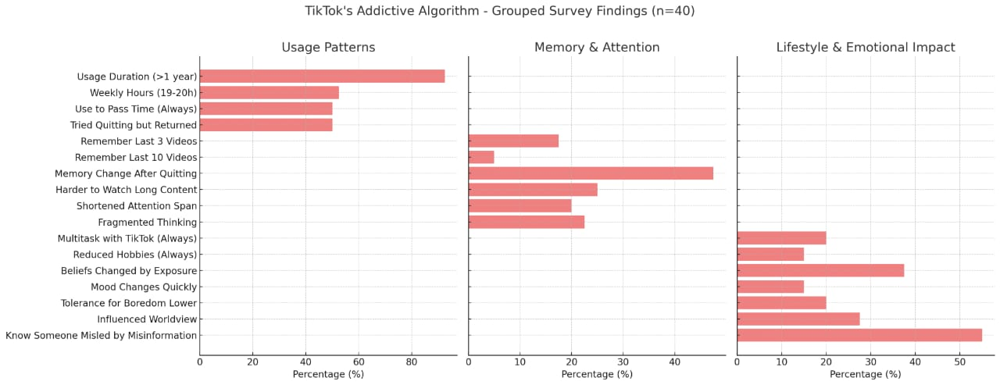 TikTok's Addictive Algorithm - Grouped Survey Findings (n=40)
Usage Patterns
Memory & Attention
Lifestyle & Emotional Impact
Usage Duration (>1 year)
Weekly Hours (19-20h)
Use to Pass Time (Always)
Tried Quitting but Returned
Remember Last 3 Videos
Remember Last 10 Videos
Memory Change After Quitting
Harder to Watch Long Content
Shortened Attention Span
Fragmented Thinking
Multitask with TikTok (Always)
Reduced Hobbies (Always)
Beliefs Changed by Exposure
Mood Changes Quickly
Tolerance for Boredom Lower
Influenced Worldview
Know Someone Misled by Misinformation
0 20 40 60 80
Percentage (%)
0 10 20 30 40
Percentage (%)
0 10 20 30 40 50
Percentage (%)